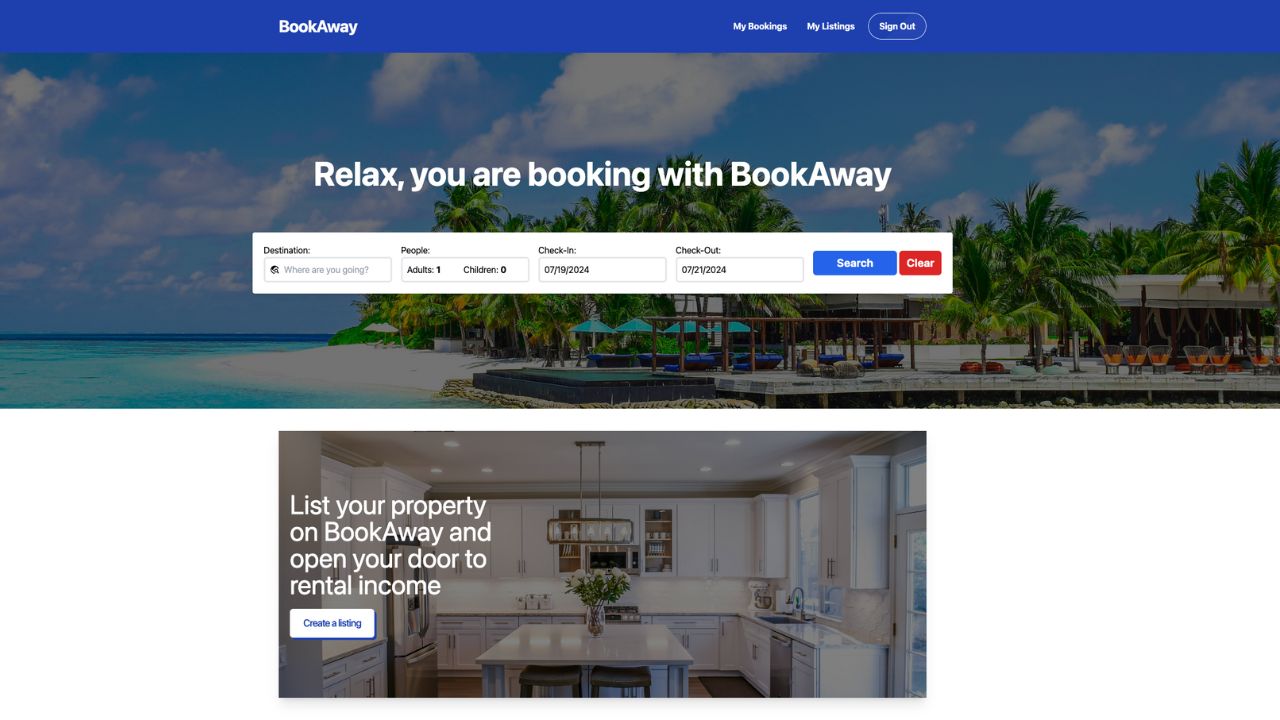 BookAway My Bookings My Listings Sign Out
Relax, you are booking with BookAway
Destination: People: Check-In: Check-Out:
Where are you going? Adults: 1 Children: 0 07/19/2024 07/21/2024 Search Clear
List your property
on BookAway and
open your door to
rental income
Create a listing